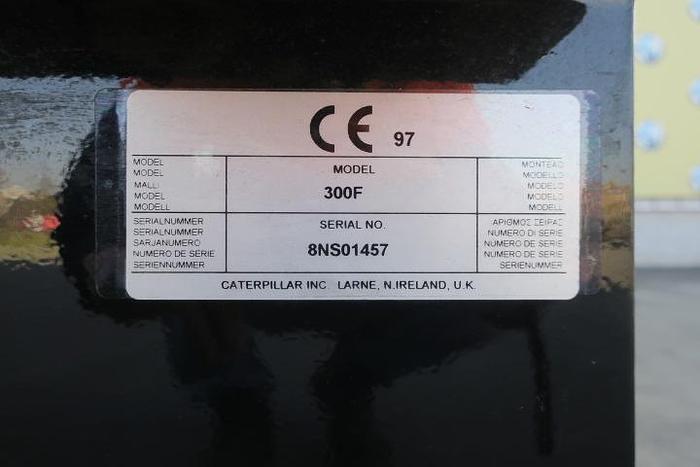 CE 97
MODEL
MODEL
MALLI
MODEL
MODELL
MODEL
300F
MODELLO
MODELO
MODELO
MODELL
SERIALNUMMER
SERIALNUMMER
SARJANUMERO
NUMERO DE SERIE
SERIENNUMMER
SERIAL NO.
8NS01457
ΑΡΙΘΜΟΣ ΣΕΙΡΑΣ
NUMERO DI SERIE
NUMERO DE SERIE
NUMERO DE SERIE
SERIENUMMER
CATERPILLAR INC LARNE, N.IRELAND, U.K.